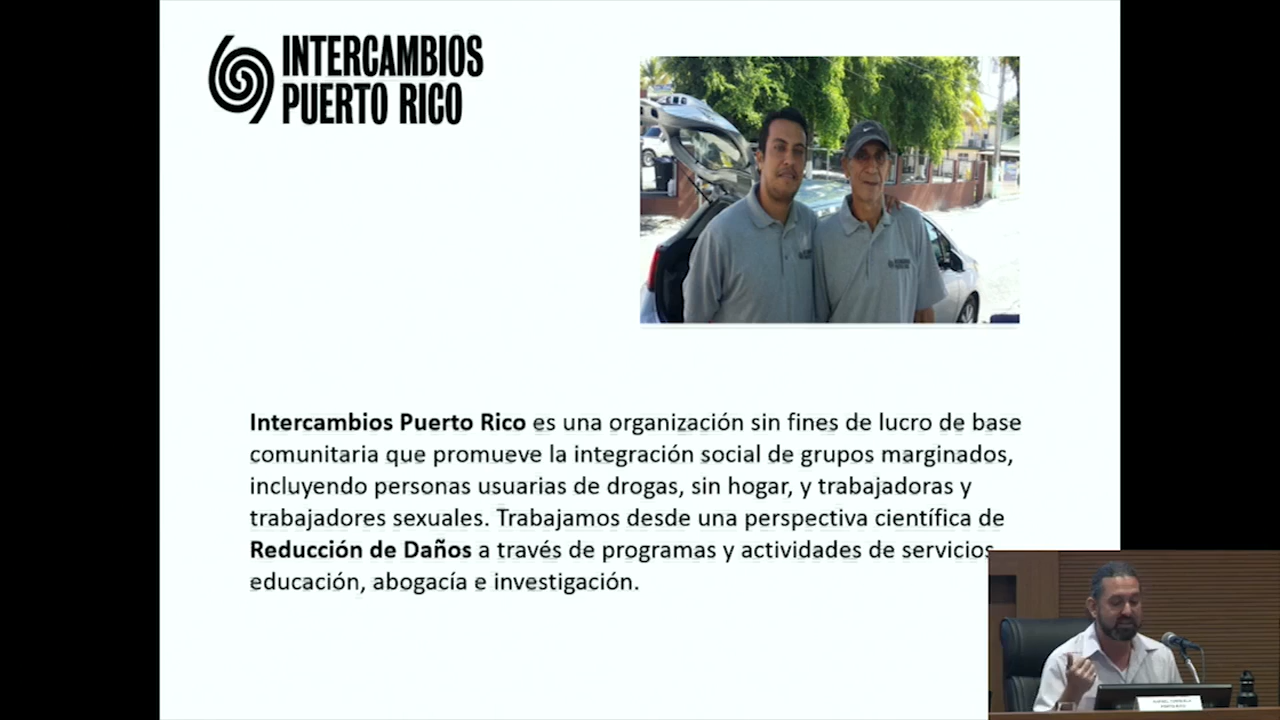 INTERCAMBIOS
PUERTO RICO
Intercambios Puerto Rico es una organización sin fines de lucro de base
comunitaria que promueve la integración social de grupos marginados,
incluyendo personas usuarias de drogas, sin hogar, y trabajadoras y
trabajadores sexuales. Trabajamos desde una perspectiva científica de
Reducción de Daños a través de programas y actividades de servicios
educación, abogacía e investigación.